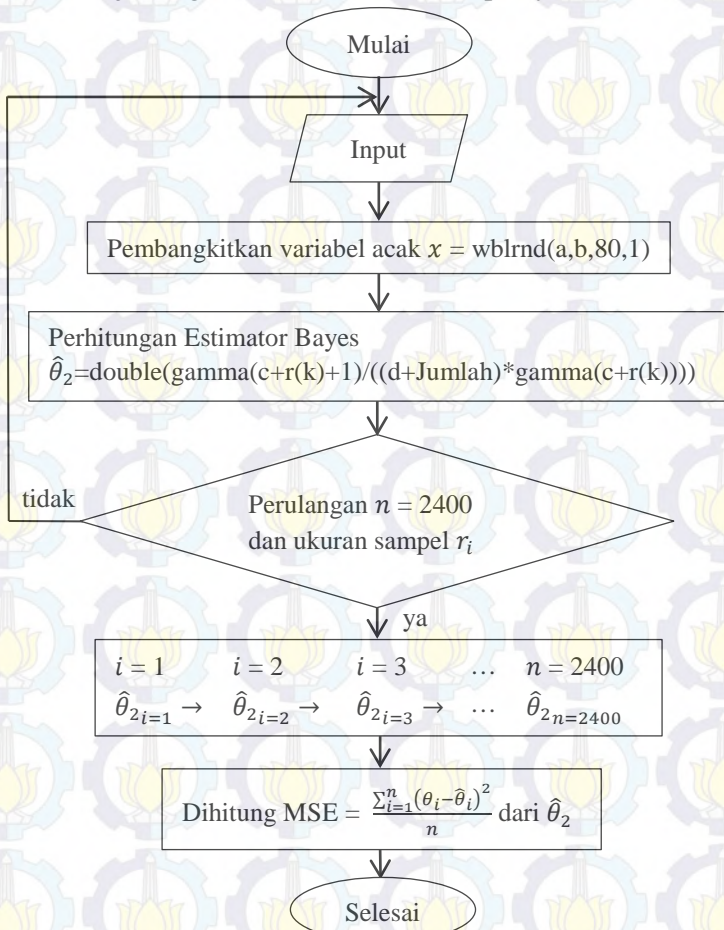 Mulai
Input
Pembangkitkan variabel acak 𝑥 = wblrnd(a,b,80,1)
Perhitungan Estimator Bayes
𝜃̂₂=double(gamma(c+r(k)+1)/((d+Jumlah)*gamma(c+r(k))))
tidak
Perulangan 𝑛 = 2400
dan ukuran sampel 𝑟ᵢ
ya
𝑖 = 1 𝑖 = 2 𝑖 = 3 … 𝑛 = 2400
𝜃̂₂ᵢ₌₁ → 𝜃̂₂ᵢ₌₂ → 𝜃̂₂ᵢ₌₃ → … 𝜃̂₂ₙ₌₂₄₀₀
Dihitung MSE = ∑ᵢ₌₁ⁿ(𝜃ᵢ−𝜃̂ᵢ)²/𝑛 dari 𝜃̂₂
Selesai